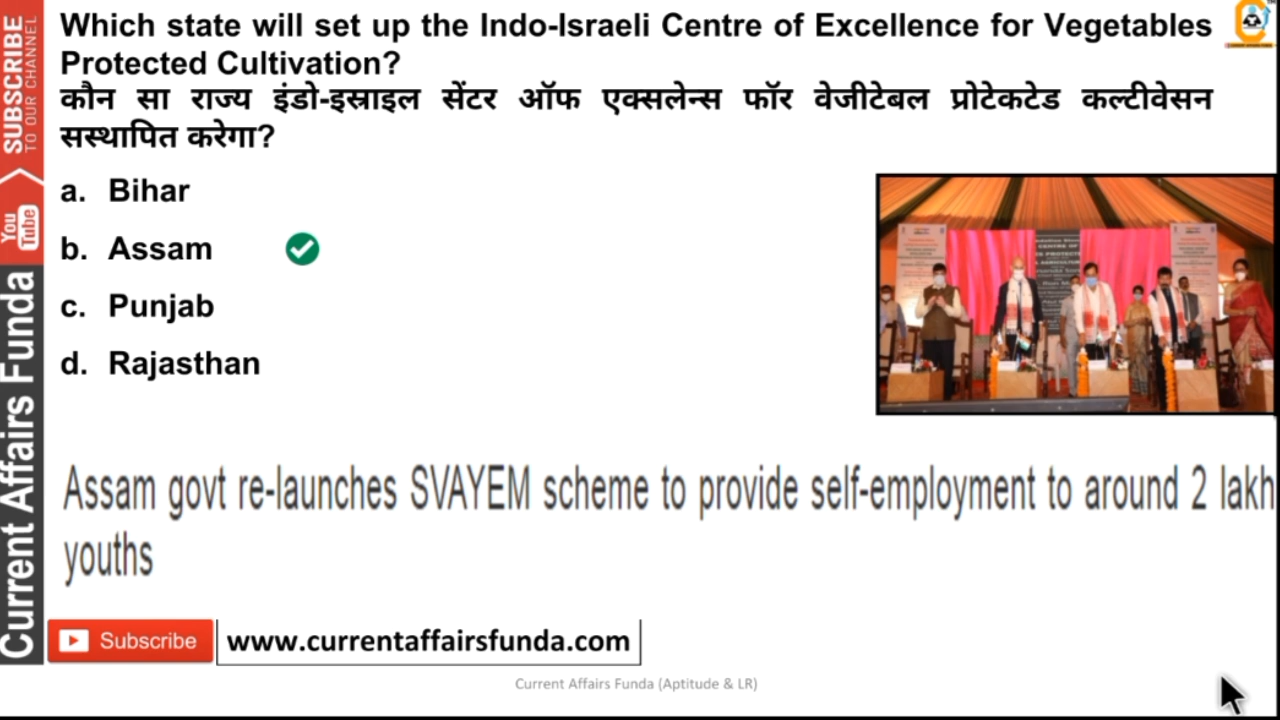 Which state will set up the Indo-Israeli Centre of Excellence for Vegetables
Protected Cultivation?
कौन सा राज्य इंडो-इस्राइल सेंटर ऑफ एक्सलेन्स फॉर वेजीटेबल प्रोटेकटेड कल्टीवेसन
सस्थापित करेगा?
a. Bihar
b. Assam
c. Punjab
d. Rajasthan
Assam govt re-launches SVAYEM scheme to provide self-employment to around 2 lakh
youths
Subscribe
www.currentaffairsfunda.com
Current Affairs Funda (Aptitude & LR)
SUBSCRIBE
TO OUR CHANNEL
You
Tube
Current Affairs Funda
CENTRE OF